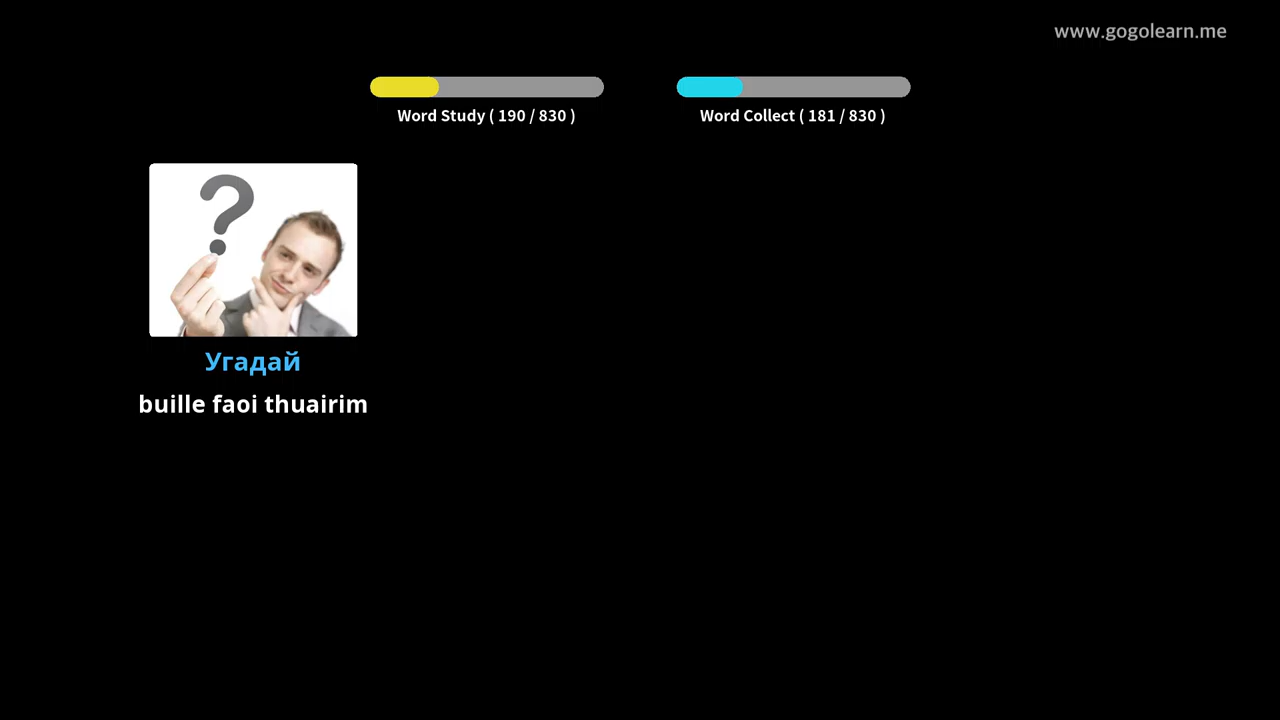 www.gogolearn.me
Word Study ( 190 / 830 )
Word Collect ( 181 / 830 )
?
Угадай
buille faoi thuairim